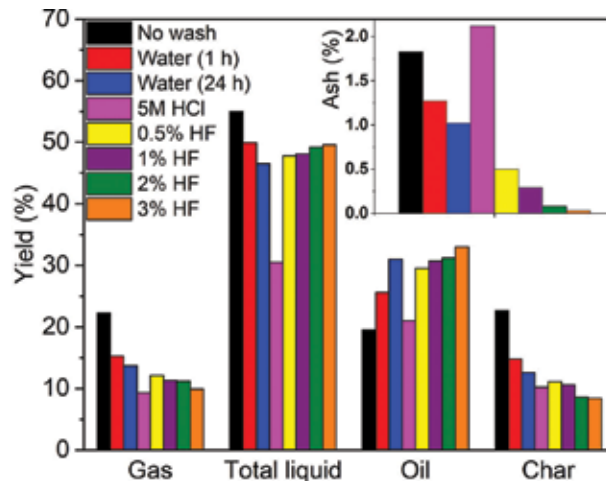 70
60
50
40
30
20
10
0
Yield (%)
No wash
Water (1 h)
Water (24 h)
5M HCl
0.5% HF
1% HF
2% HF
3% HF
Ash (%)
2.0
1.5
1.0
0.5
0.0
Gas Total liquid Oil Char